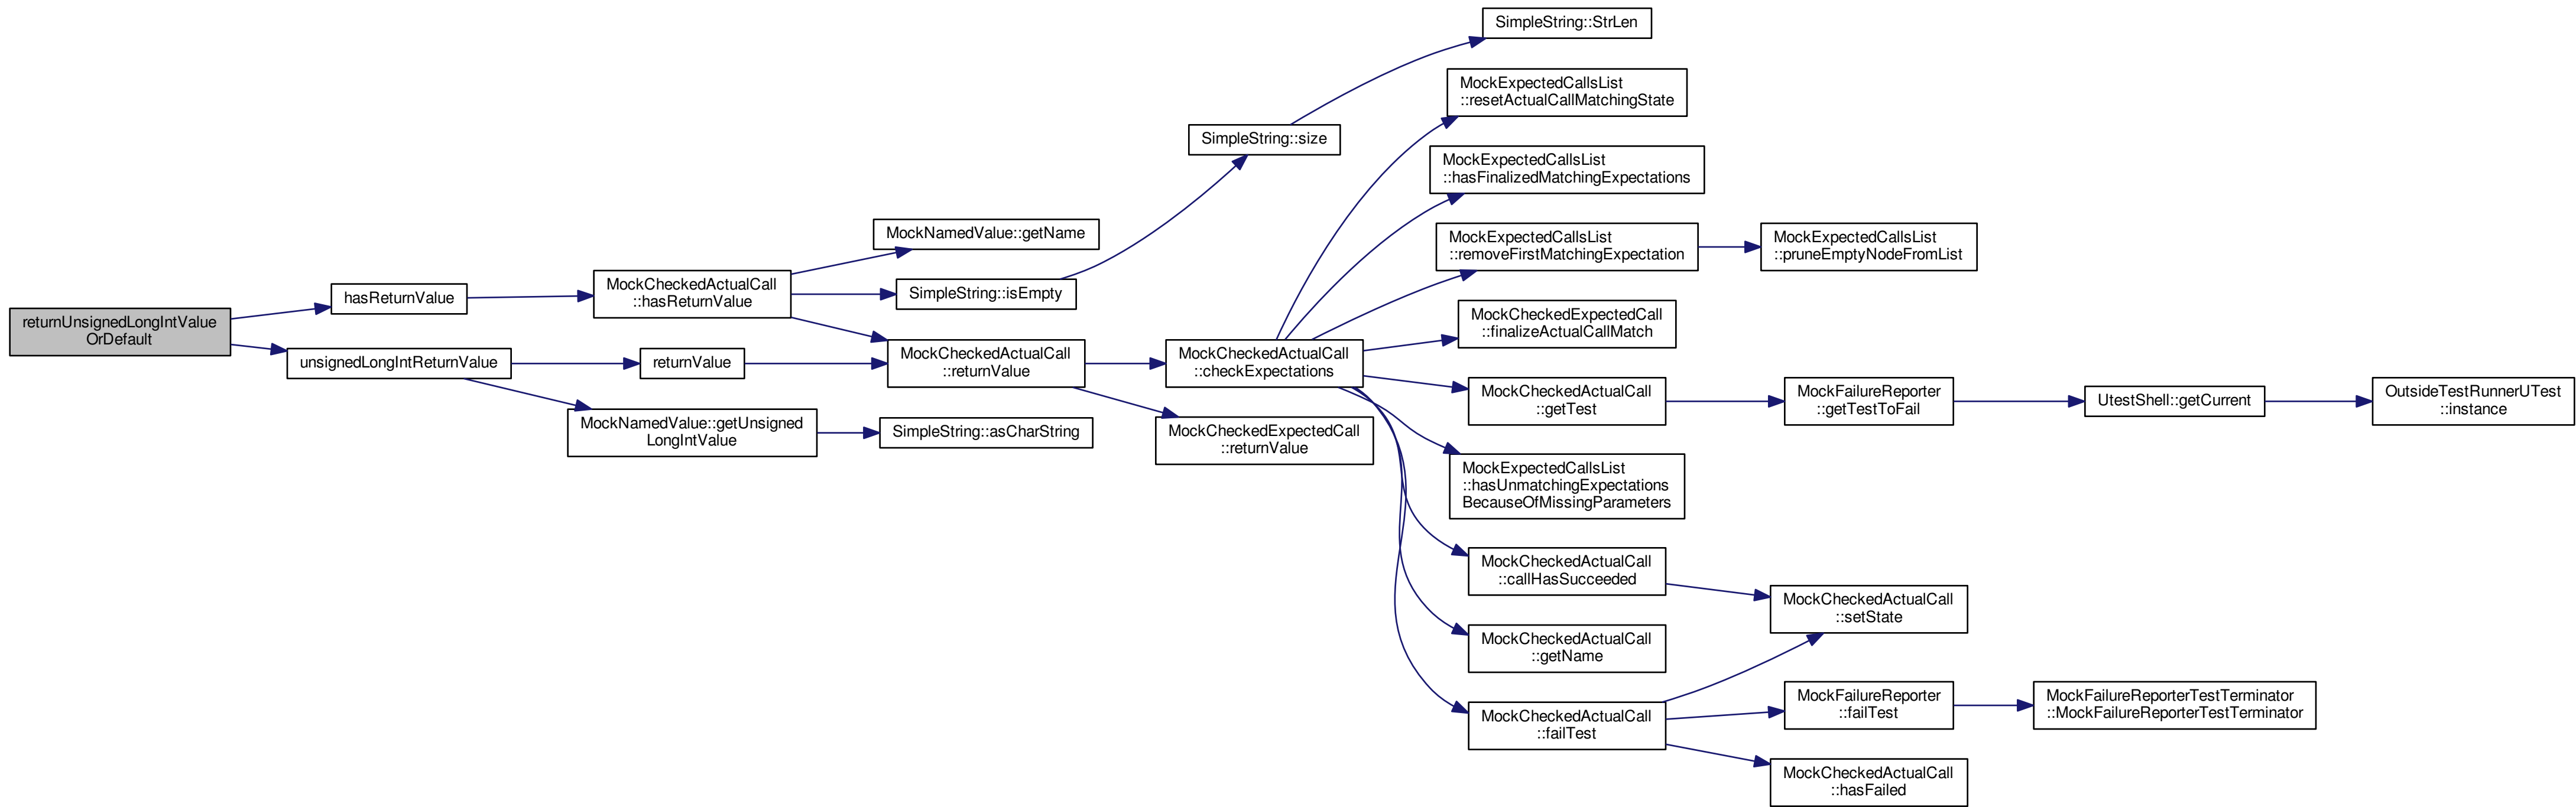 returnUnsignedLongIntValue
OrDefault
hasReturnValue
unsignedLongIntReturnValue
MockCheckedActualCall
::hasReturnValue
returnValue
MockNamedValue::getUnsigned
LongIntValue
MockNamedValue::getName
SimpleString::isEmpty
MockCheckedActualCall
::returnValue
SimpleString::asCharString
SimpleString::size
MockCheckedActualCall
::checkExpectations
MockCheckedExpectedCall
::returnValue
SimpleString::StrLen
MockExpectedCallsList
::resetActualCallMatchingState
MockExpectedCallsList
::hasFinalizedMatchingExpectations
MockExpectedCallsList
::removeFirstMatchingExpectation
MockCheckedExpectedCall
::finalizeActualCallMatch
MockCheckedActualCall
::getTest
MockExpectedCallsList
::hasUnmatchingExpectations
BecauseOfMissingParameters
MockCheckedActualCall
::callHasSucceeded
MockCheckedActualCall
::getName
MockCheckedActualCall
::failTest
MockExpectedCallsList
::pruneEmptyNodeFromList
MockFailureReporter
::getTestToFail
MockCheckedActualCall
::setState
MockFailureReporter
::failTest
MockCheckedActualCall
::hasFailed
UtestShell::getCurrent
MockFailureReporterTestTerminator
::MockFailureReporterTestTerminator
OutsideTestRunnerUTest
::instance